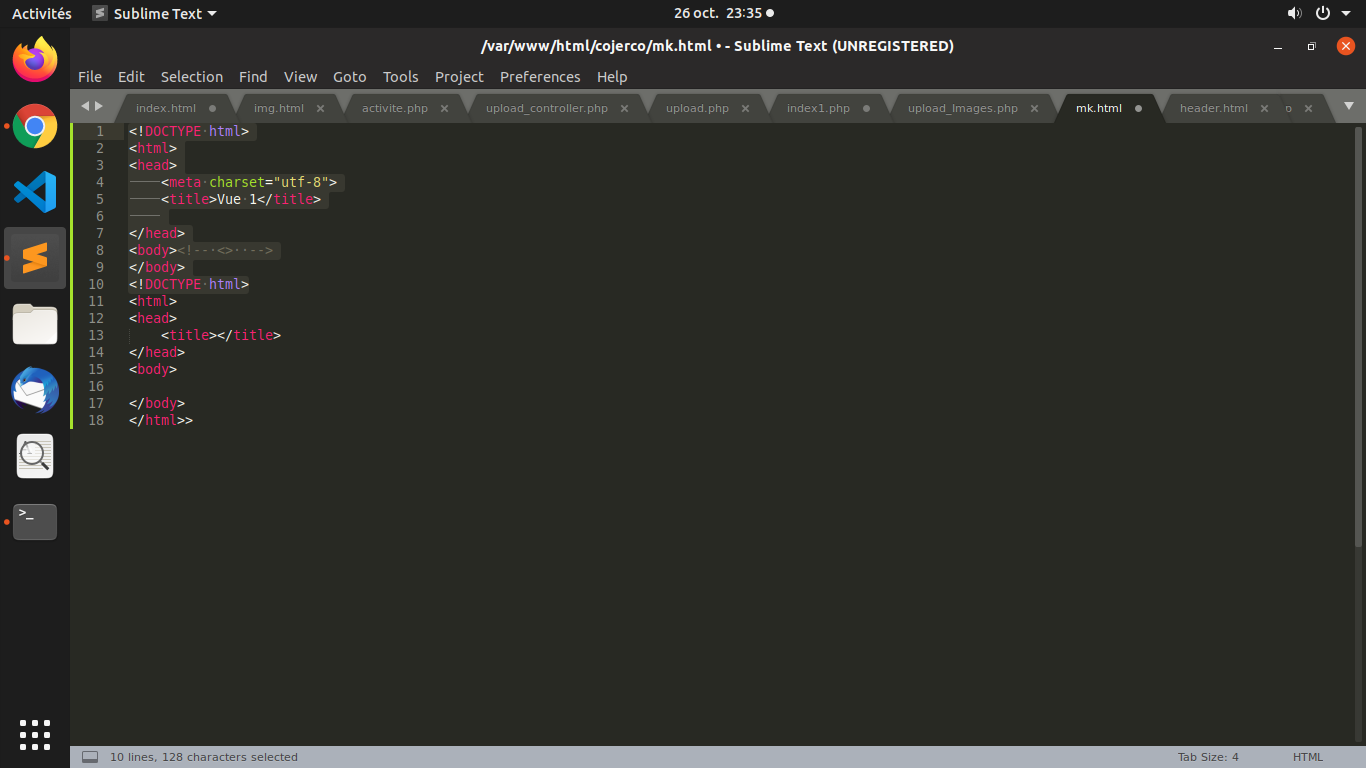 Activités Sublime Text 26 oct. 23:35
/var/www/html/cojerco/mk.html • - Sublime Text (UNREGISTERED)
File Edit Selection Find View Goto Tools Project Preferences Help
index.html img.html activite.php upload_controller.php upload.php index1.php upload_Images.php mk.html header.html
1 <!DOCTYPE html>
2 <html>
3 <head>
4 <meta charset="utf-8">
5 <title>Vue 1</title>
6
7 </head>
8 <body><!-- <> -->
9 </body>
10 <!DOCTYPE html>
11 <html>
12 <head>
13 <title></title>
14 </head>
15 <body>
16
17 </body>
18 </html>>
>_
10 lines, 128 characters selected Tab Size: 4 HTML